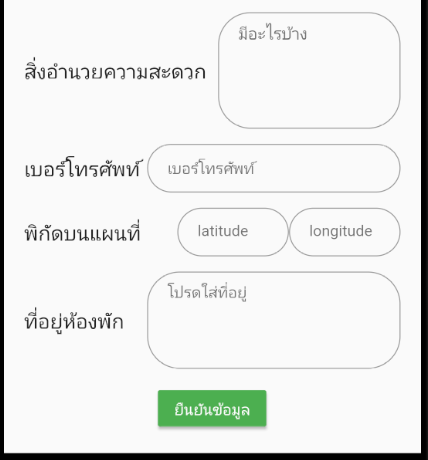 มีอะไรบ้าง
สิ่งอำนวยความสะดวก
เบอร์โทรศัพท์ เบอร์โทรศัพท์
พิกัดบนแผนที่ latitude longitude
โปรดใส่ที่อยู่
ที่อยู่ห้องพัก
ยืนยันข้อมูล